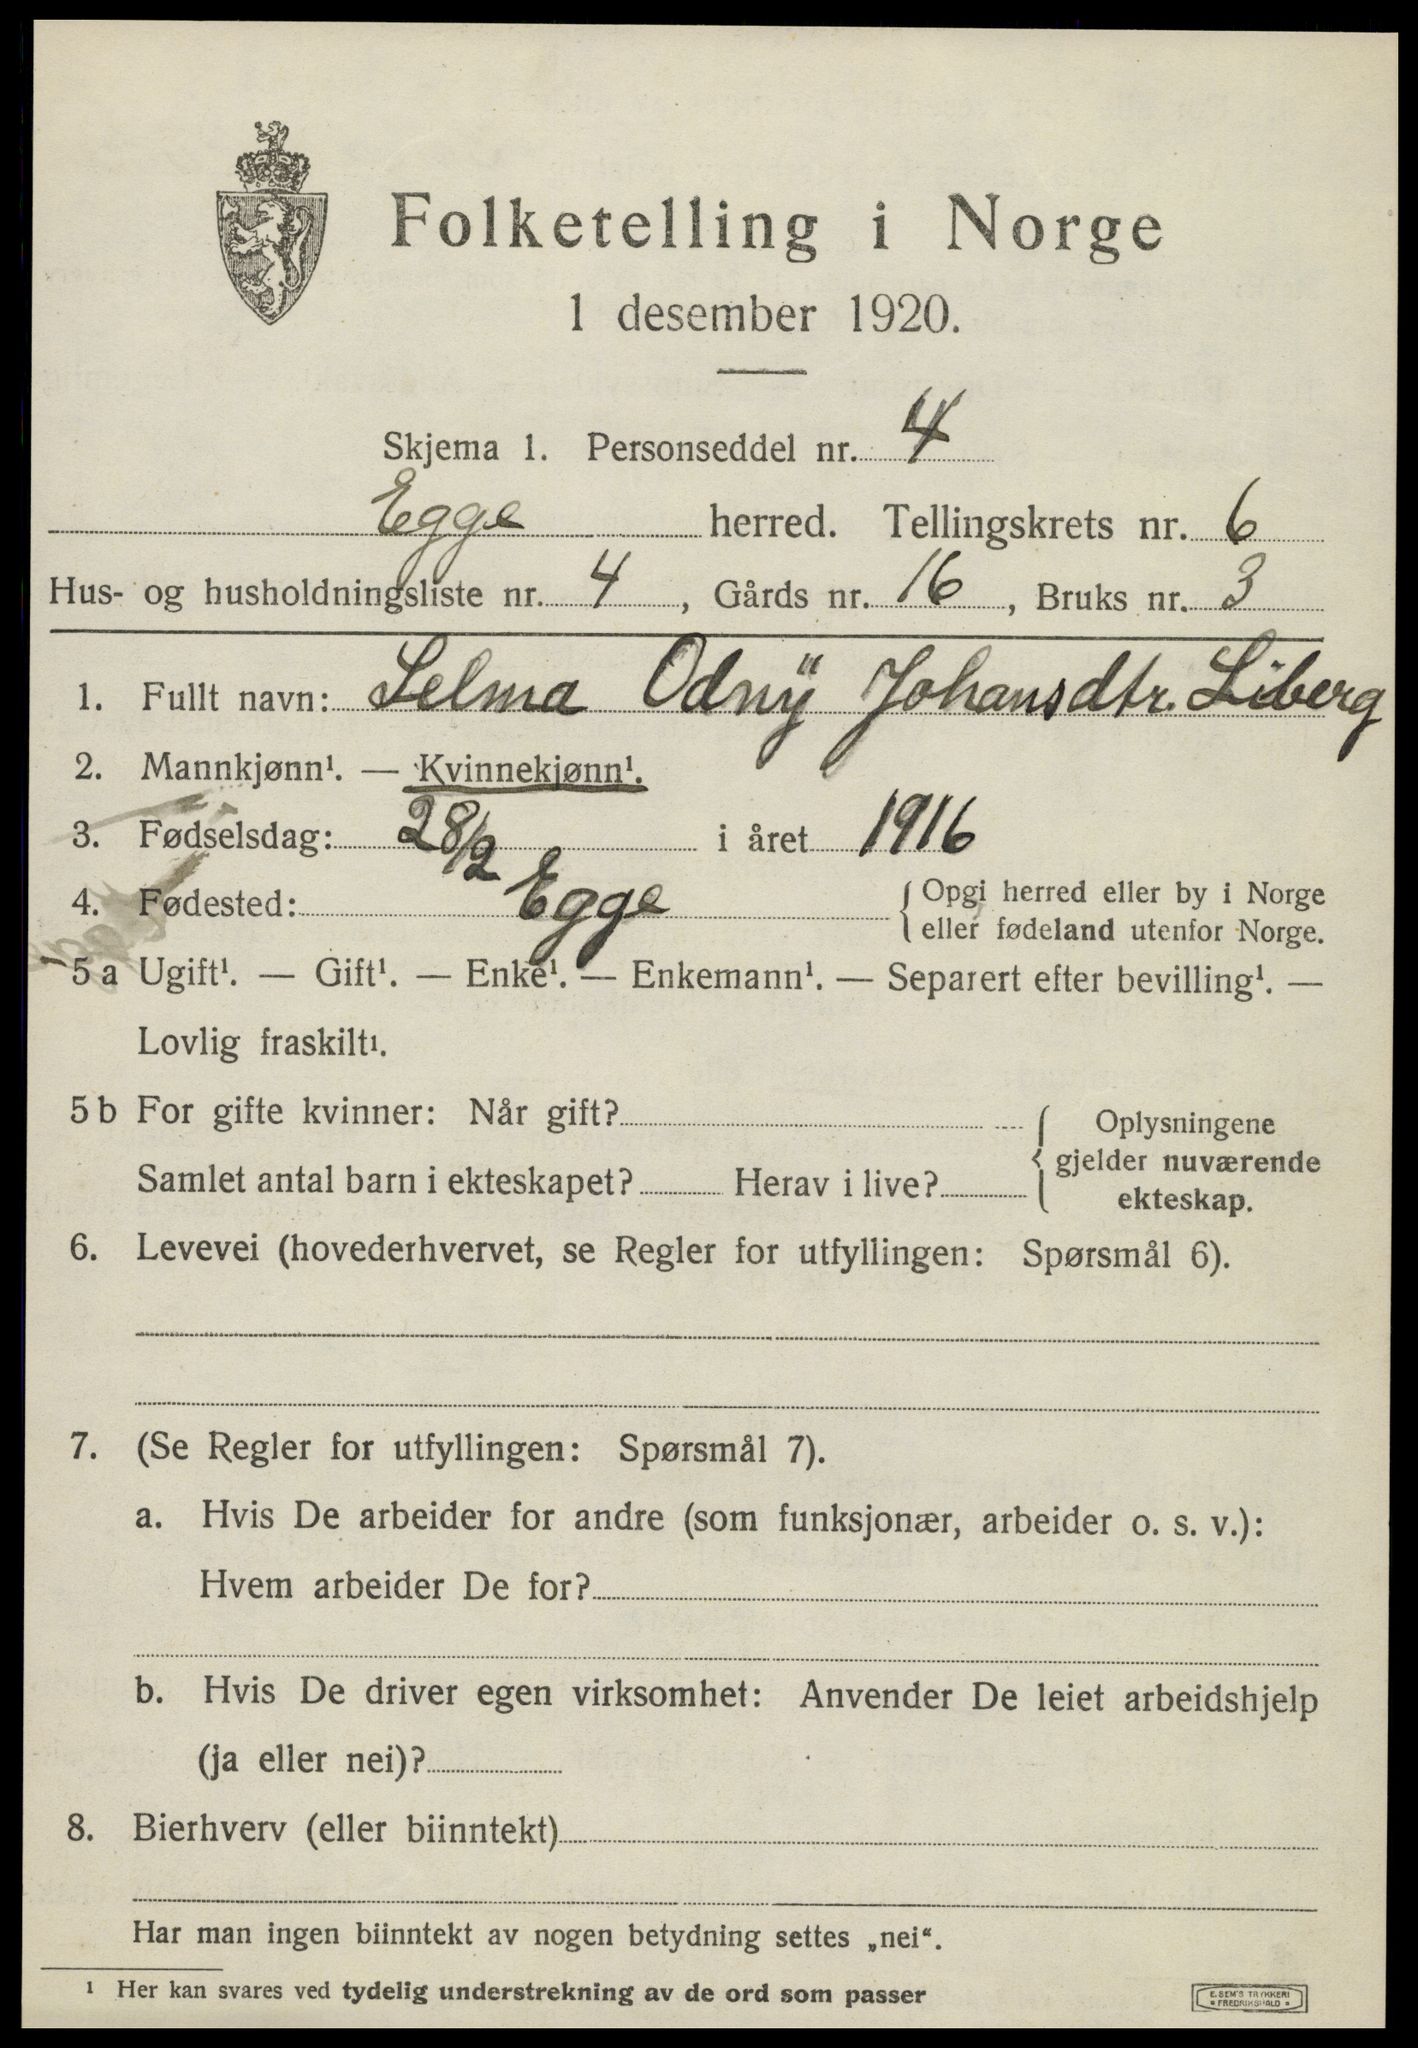 Folketelling i Norge
1 desember 1920.
Skjema 1. Personseddel nr. 4
Egge herred. Tellingskrets nr. 6
Hus- og husholdningsliste nr. 4, Gårds nr. 16, Bruks nr. 3
1. Fullt navn: Selma Odnÿ Johansdtr. Liberg
2. Mannkjønn¹. — Kvinnekjønn¹.
3. Fødselsdag: 28/2 i året 1916
4. Fødested: Egge { Opgi herred eller by i Norge
eller fødeland utenfor Norge.
5 a Ugift¹. — Gift¹. — Enke¹. — Enkemann¹. — Separert efter bevilling¹. —
Lovlig fraskilt¹.
5 b For gifte kvinner: Når gift? { Oplysningene
gjelder nuværende
Samlet antal barn i ekteskapet? Herav i live? ekteskap.
6. Levevei (hovederhvervet, se Regler for utfyllingen: Spørsmål 6).
7. (Se Regler for utfyllingen: Spørsmål 7).
a. Hvis De arbeider for andre (som funksjonær, arbeider o. s. v.):
Hvem arbeider De for?
b. Hvis De driver egen virksomhet: Anvender De leiet arbeidshjelp
(ja eller nei)?
8. Bierhverv (eller biinntekt)
Har man ingen biinntekt av nogen betydning settes „nei“.
¹ Her kan svares ved tydelig understrekning av de ord som passer
E. SEM'S TRYKKERI
* FREDRIKSHALD *